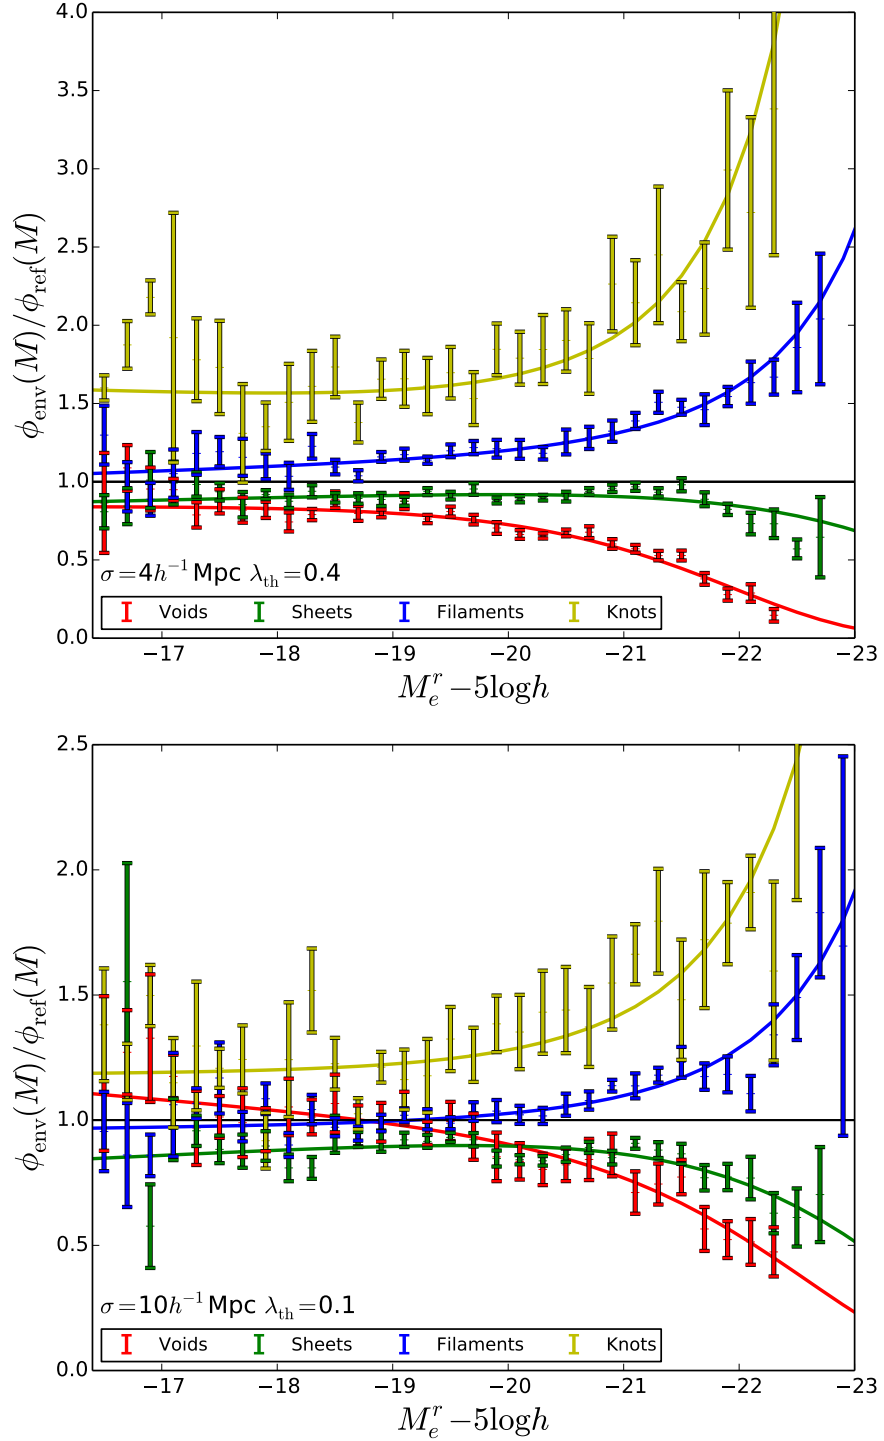 4.0
3.5
3.0
2.5
2.0
1.5
1.0
0.5
0.0
ϕenv(M)/ϕref(M)
σ=4h⁻¹ Mpc λth=0.4
Voids Sheets Filaments Knots
−17 −18 −19 −20 −21 −22 −23
Mₑʳ −5logh
2.5
2.0
1.5
1.0
0.5
0.0
ϕenv(M)/ϕref(M)
σ=10h⁻¹ Mpc λth=0.1
Voids Sheets Filaments Knots
−17 −18 −19 −20 −21 −22 −23
Mₑʳ −5logh